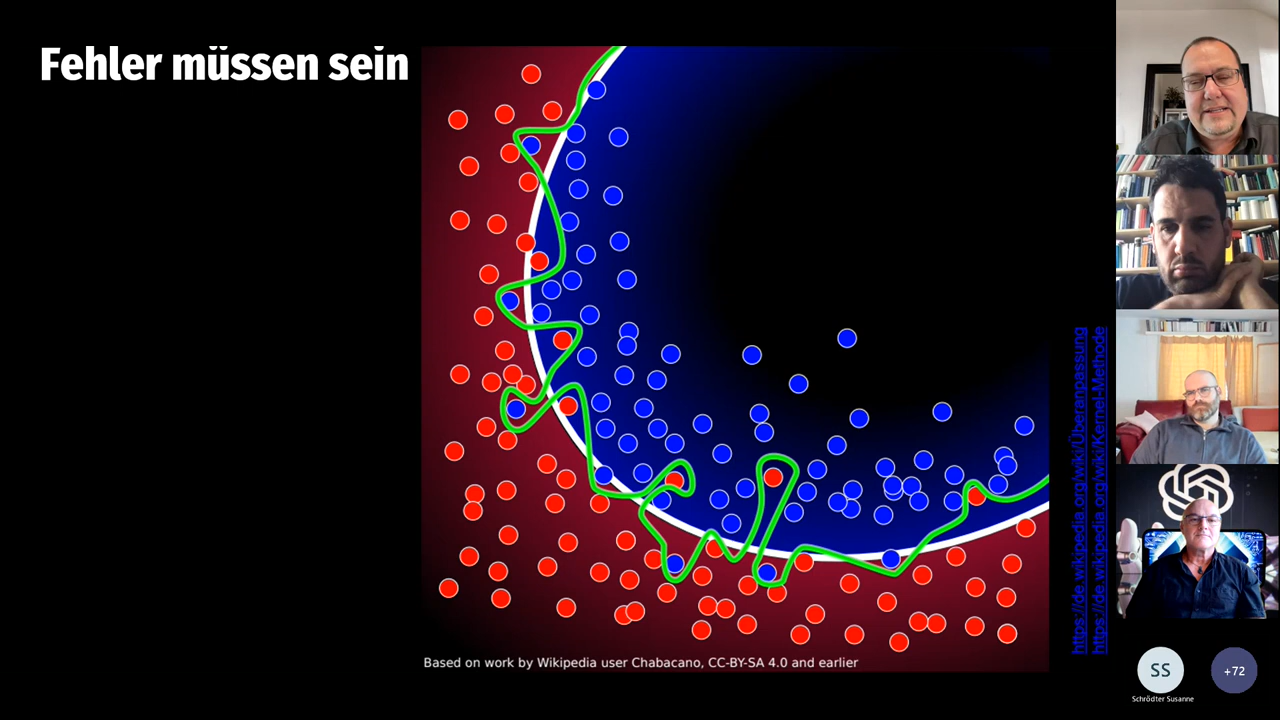 Fehler müssen sein
Based on work by Wikipedia user Chabacano, CC-BY-SA 4.0 and earlier
https://de.wikipedia.org/wiki/Überanpassung
https://de.wikipedia.org/wiki/Kernel-Methode
SS
+72
Schrödter Susanne